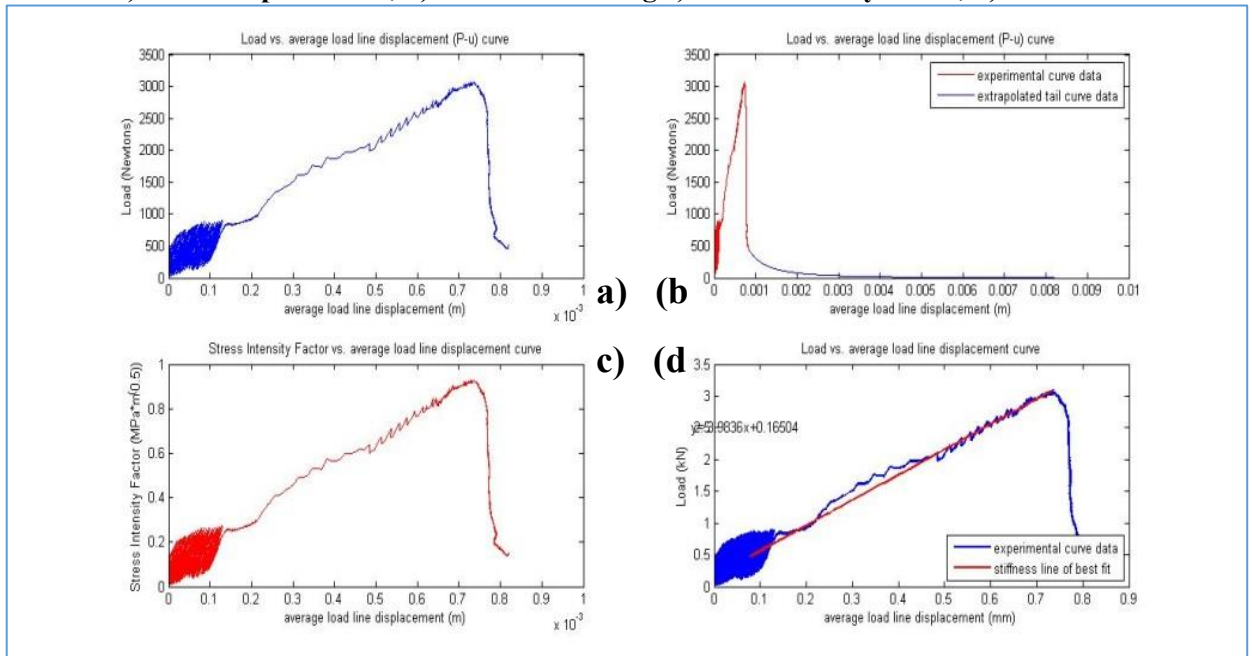 Load vs. average load line displacement (P-u) curve
Load (Newtons)
3500
3000
2500
2000
1500
1000
500
0
0 0.1 0.2 0.3 0.4 0.5 0.6 0.7 0.8 0.9 1
average load line displacement (m)
x 10⁻³
a)
Load vs. average load line displacement (P-u) curve
experimental curve data
extrapolated tail curve data
Load (Newtons)
3500
3000
2500
2000
1500
1000
500
0
0 0.001 0.002 0.003 0.004 0.005 0.006 0.007 0.008 0.009 0.01
average load line displacement (m)
(b
Stress Intensity Factor vs. average load line displacement curve
Stress Intensity Factor (MPa*m(0.5))
1
0.8
0.6
0.4
0.2
0
0 0.1 0.2 0.3 0.4 0.5 0.6 0.7 0.8 0.9 1
average load line displacement (m)
x 10⁻³
c)
(d
Load vs. average load line displacement curve
Load (kN)
3.5
3
2.5
2
1.5
1
0.5
0
experimental curve data
stiffness line of best fit
0 0.1 0.2 0.3 0.4 0.5 0.6 0.7 0.8 0.9
average load line displacement (mm)